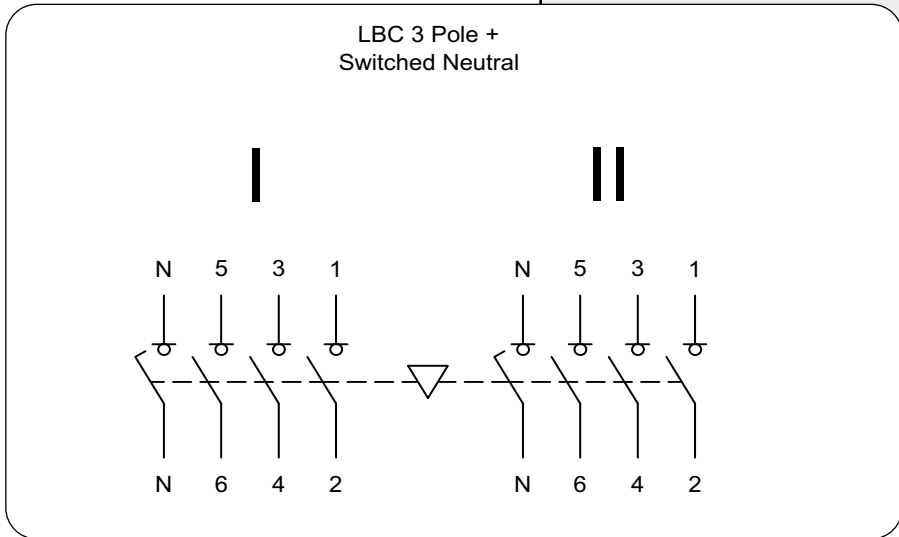 LBC 3 Pole +
Switched Neutral
I II
N 5 3 1 N 5 3 1
N 6 4 2 N 6 4 2